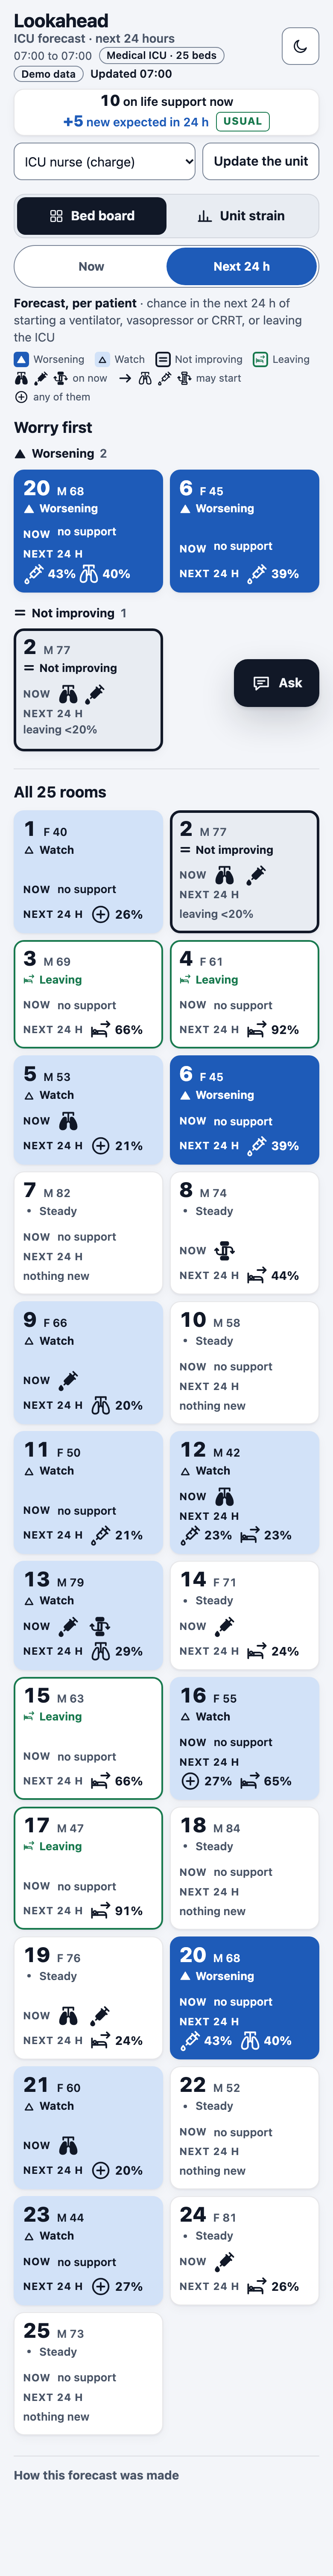 Lookahead
ICU forecast · next 24 hours
07:00 to 07:00 Medical ICU · 25 beds
Demo data Updated 07:00
10 on life support now
+5 new expected in 24 h USUAL
ICU nurse (charge) Update the unit
Bed board Unit strain
Now Next 24 h
Forecast, per patient · chance in the next 24 h of
starting a ventilator, vasopressor or CRRT, or leaving
the ICU
Worsening Watch Not improving Leaving
on now may start
any of them
Worry first
Worsening 2
20 M 68
Worsening
NOW no support
NEXT 24 H
43% 40%
6 F 45
Worsening
NOW no support
NEXT 24 H 39%
Not improving 1
2 M 77
Not improving
NOW
NEXT 24 H
leaving <20%
Ask
All 25 rooms
1 F 40
Watch
NOW no support
NEXT 24 H 26%
2 M 77
Not improving
NOW
NEXT 24 H
leaving <20%
3 M 69
Leaving
NOW no support
NEXT 24 H 66%
4 F 61
Leaving
NOW no support
NEXT 24 H 92%
5 M 53
Watch
NOW
NEXT 24 H 21%
6 F 45
Worsening
NOW no support
NEXT 24 H 39%
7 M 82
Steady
NOW no support
NEXT 24 H
nothing new
8 M 74
Steady
NOW
NEXT 24 H 44%
9 F 66
Watch
NOW
NEXT 24 H 20%
10 M 58
Steady
NOW no support
NEXT 24 H
nothing new
11 F 50
Watch
NOW no support
NEXT 24 H 21%
12 M 42
Watch
NOW
NEXT 24 H
23% 23%
13 M 79
Watch
NOW
NEXT 24 H 29%
14 F 71
Steady
NOW
NEXT 24 H 24%
15 M 63
Leaving
NOW no support
NEXT 24 H 66%
16 F 55
Watch
NOW no support
NEXT 24 H
27% 65%
17 M 47
Leaving
NOW no support
NEXT 24 H 91%
18 M 84
Steady
NOW no support
NEXT 24 H
nothing new
19 F 76
Steady
NOW
NEXT 24 H 24%
20 M 68
Worsening
NOW no support
NEXT 24 H
43% 40%
21 F 60
Watch
NOW
NEXT 24 H 20%
22 M 52
Steady
NOW no support
NEXT 24 H
nothing new
23 M 44
Watch
NOW no support
NEXT 24 H 27%
24 F 81
Steady
NOW
NEXT 24 H 26%
25 M 73
Steady
NOW no support
NEXT 24 H
nothing new
How this forecast was made